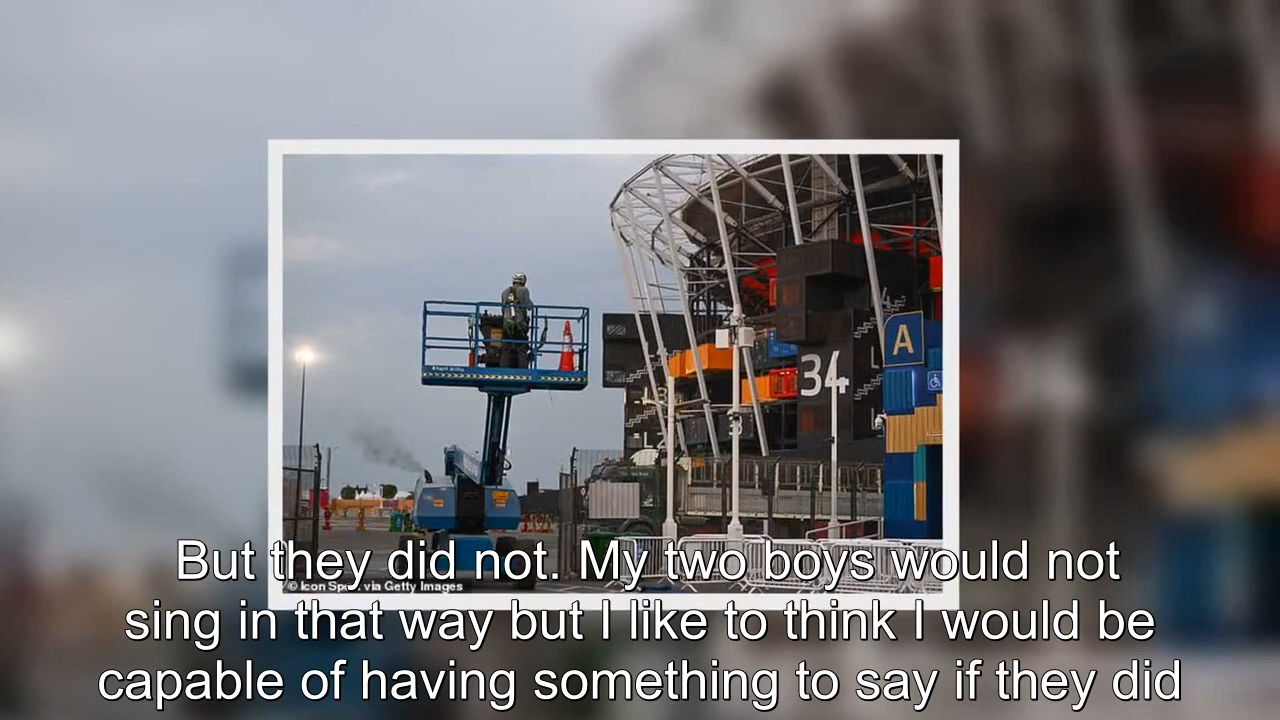 A
34
© Icon Sport via Getty Images
But they did not. My two boys would not
sing in that way but I like to think I would be
capable of having something to say if they did